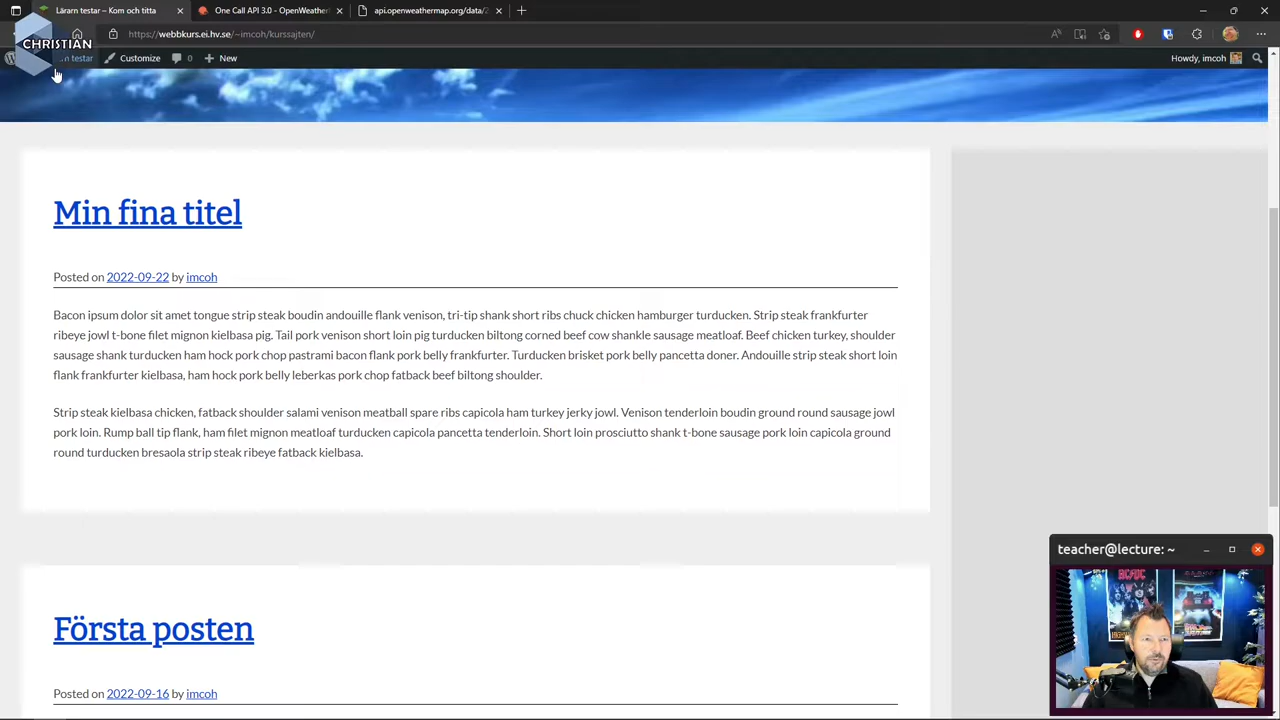 Läraren testar – Kom och titta
One Call API 3.0 - OpenWeather
api.openweathermap.org/data/2.
https://webbkurs.ei.hv.se/~imcoh/kurssajten/
CHRISTIAN
testar
Customize
0
New
Howdy, imcoh
Min fina titel
Posted on 2022-09-22 by imcoh
Bacon ipsum dolor sit amet tongue strip steak boudin andouille flank venison, tri-tip shank short ribs chuck chicken hamburger turducken. Strip steak frankfurter
ribeye jowl t-bone filet mignon kielbasa pig. Tail pork venison short loin pig turducken biltong corned beef cow shankle sausage meatloaf. Beef chicken turkey, shoulder
sausage shank turducken ham hock pork chop pastrami bacon flank pork belly frankfurter. Turducken brisket pork belly pancetta doner. Andouille strip steak short loin
flank frankfurter kielbasa, ham hock pork belly leberkas pork chop fatback beef biltong shoulder.
Strip steak kielbasa chicken, fatback shoulder salami venison meatball spare ribs capicola ham turkey jerky jowl. Venison tenderloin boudin ground round sausage jowl
pork loin. Rump ball tip flank, ham filet mignon meatloaf turducken capicola pancetta tenderloin. Short loin prosciutto shank t-bone sausage pork loin capicola ground
round turducken bresaola strip steak ribeye fatback kielbasa.
teacher@lecture: ~
AC/DC
Första posten
Posted on 2022-09-16 by imcoh